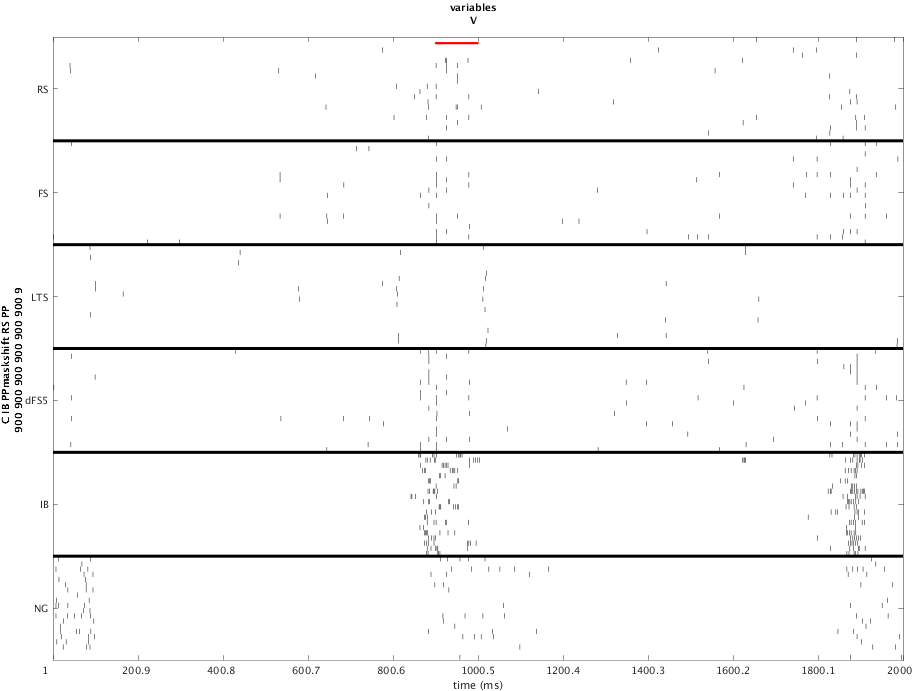 variables
V
RS
FS
LTS
dFS5
IB
NG
C IB PPmaskshift RS PP
900 900 900 900 900 900 900 9
1
200.9
400.8
600.7
800.6
1000.5
1200.4
1400.3
1600.2
1800.1
2000
time (ms)